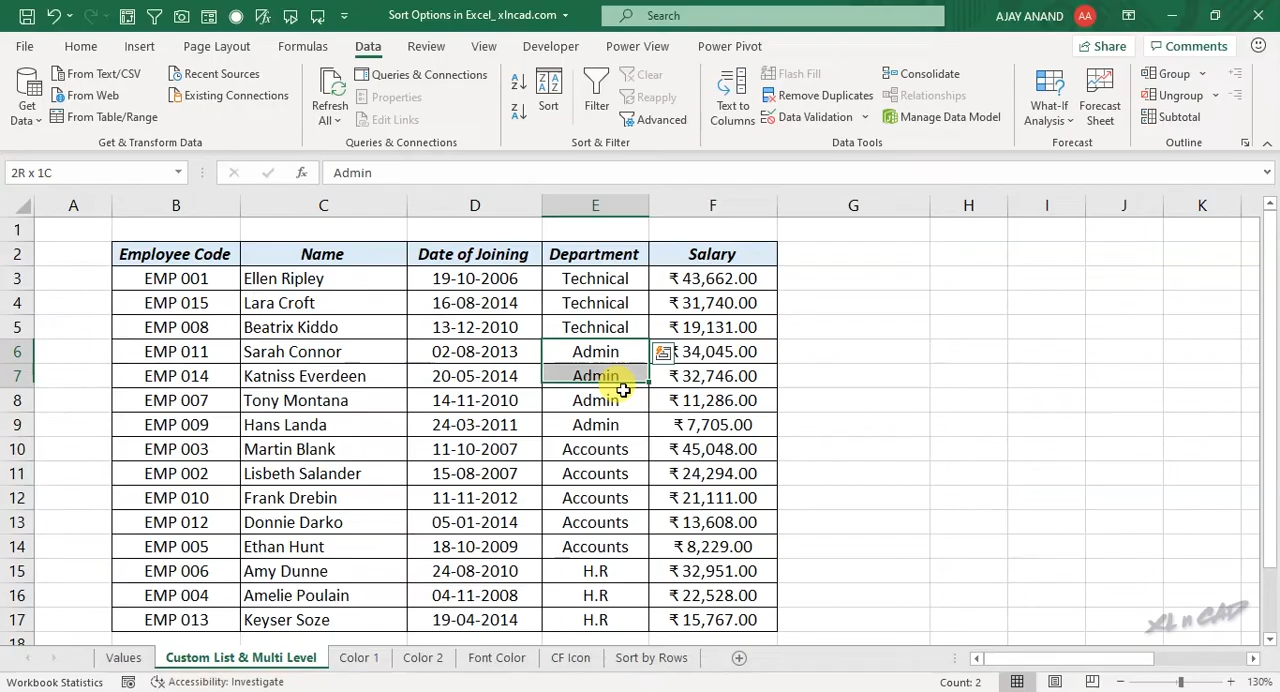 Sort Options in Excel_xlncad.com
Search
AJAY ANAND AA
File Home Insert Page Layout Formulas Data Review View Developer Power View Power Pivot Share Comments
Get Data
From Text/CSV
From Web
From Table/Range
Recent Sources
Existing Connections
Get & Transform Data
Refresh All
Queries & Connections
Properties
Edit Links
Queries & Connections
Sort
Filter
Clear
Reapply
Advanced
Sort & Filter
Text to Columns
Flash Fill
Remove Duplicates
Data Validation
Consolidate
Relationships
Manage Data Model
Data Tools
What-If Analysis
Forecast Sheet
Forecast
Group
Ungroup
Subtotal
Outline
2R x 1C fx Admin
A B C D E F G H I J K
1
2 Employee Code Name Date of Joining Department Salary
3 EMP 001 Ellen Ripley 19-10-2006 Technical ₹ 43,662.00
4 EMP 015 Lara Croft 16-08-2014 Technical ₹ 31,740.00
5 EMP 008 Beatrix Kiddo 13-12-2010 Technical ₹ 19,131.00
6 EMP 011 Sarah Connor 02-08-2013 Admin ₹ 34,045.00
7 EMP 014 Katniss Everdeen 20-05-2014 Admin ₹ 32,746.00
8 EMP 007 Tony Montana 14-11-2010 Admin ₹ 11,286.00
9 EMP 009 Hans Landa 24-03-2011 Admin ₹ 7,705.00
10 EMP 003 Martin Blank 11-10-2007 Accounts ₹ 45,048.00
11 EMP 002 Lisbeth Salander 15-08-2007 Accounts ₹ 24,294.00
12 EMP 010 Frank Drebin 11-11-2012 Accounts ₹ 21,111.00
13 EMP 012 Donnie Darko 05-01-2014 Accounts ₹ 13,608.00
14 EMP 005 Ethan Hunt 18-10-2009 Accounts ₹ 8,229.00
15 EMP 006 Amy Dunne 24-08-2010 H.R ₹ 32,951.00
16 EMP 004 Amelie Poulain 04-11-2008 H.R ₹ 22,528.00
17 EMP 013 Keyser Soze 19-04-2014 H.R ₹ 15,767.00
18
XL n CAD
Values Custom List & Multi Level Color 1 Color 2 Font Color CF Icon Sort by Rows
Workbook Statistics Accessibility: Investigate Count: 2 130%